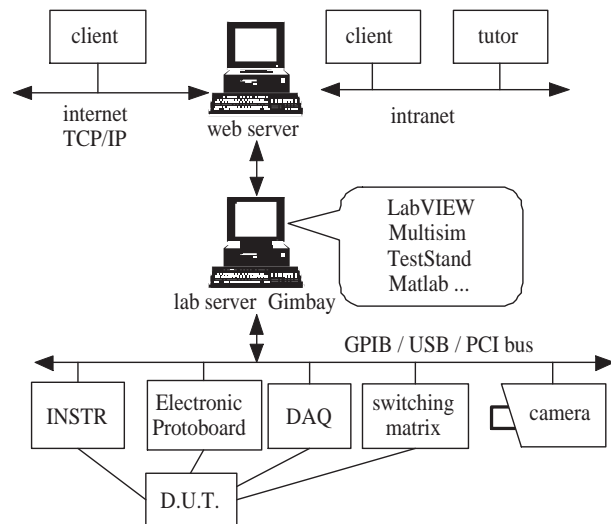 client
client
tutor
internet
TCP/IP
web server
intranet
LabVIEW
Multisim
TestStand
Matlab ...
lab server Gimbay
GPIB / USB / PCI bus
INSTR
Electronic
Protoboard
DAQ
switching
matrix
camera
D.U.T.